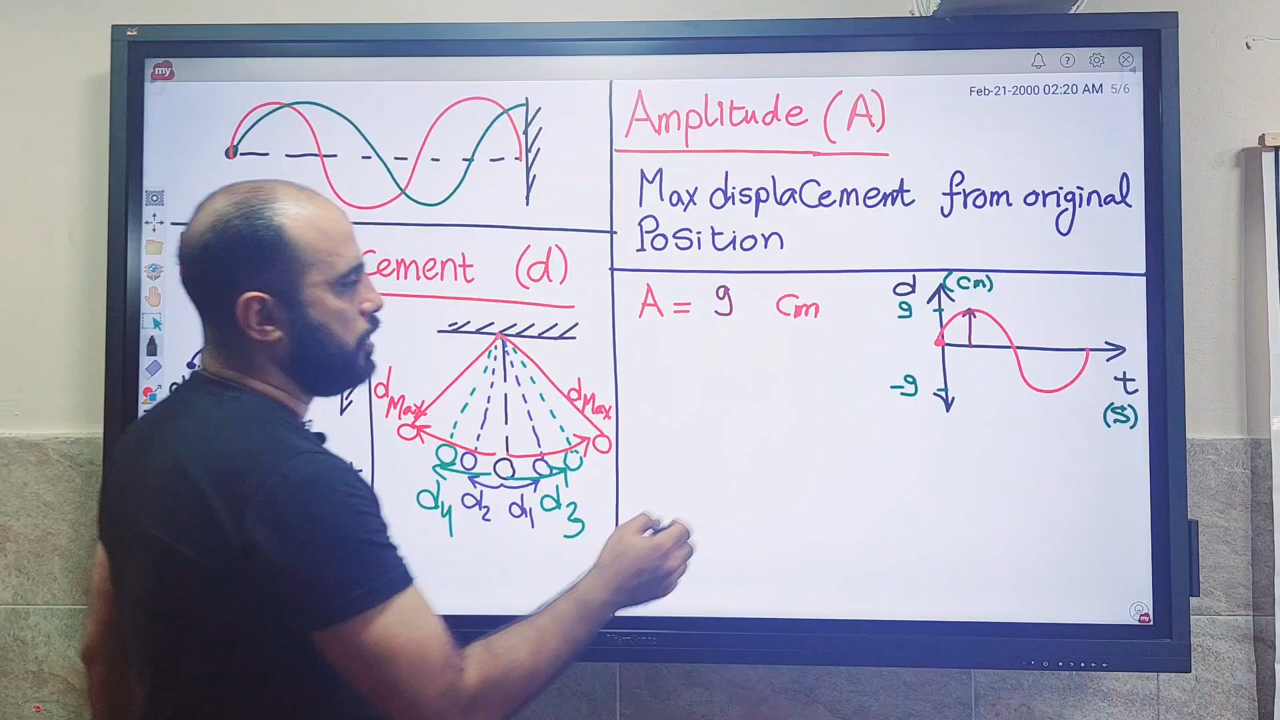 my
Feb-21-2000 02:20 AM 5/6
Amplitude (A)
Max displaCement from original
Position
cement (d)
A = 9 Cm
d (Cm)
9
-9
t
(S)
dMax
dMax
d4 d2 d1 d3